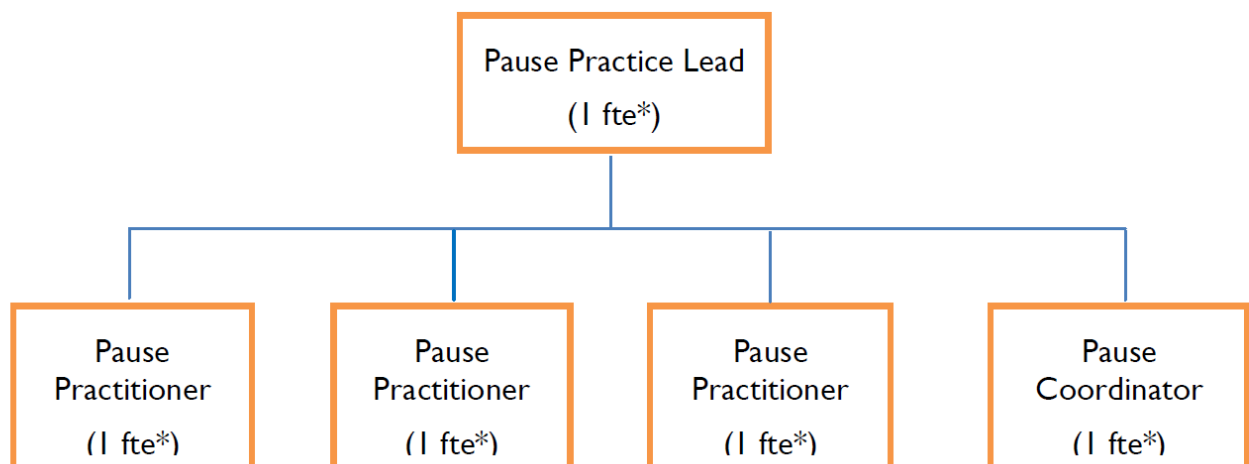 Pause Practice Lead
(1 fte*)
Pause
Practitioner
(1 fte*)
Pause
Practitioner
(1 fte*)
Pause
Practitioner
(1 fte*)
Pause
Coordinator
(1 fte*)